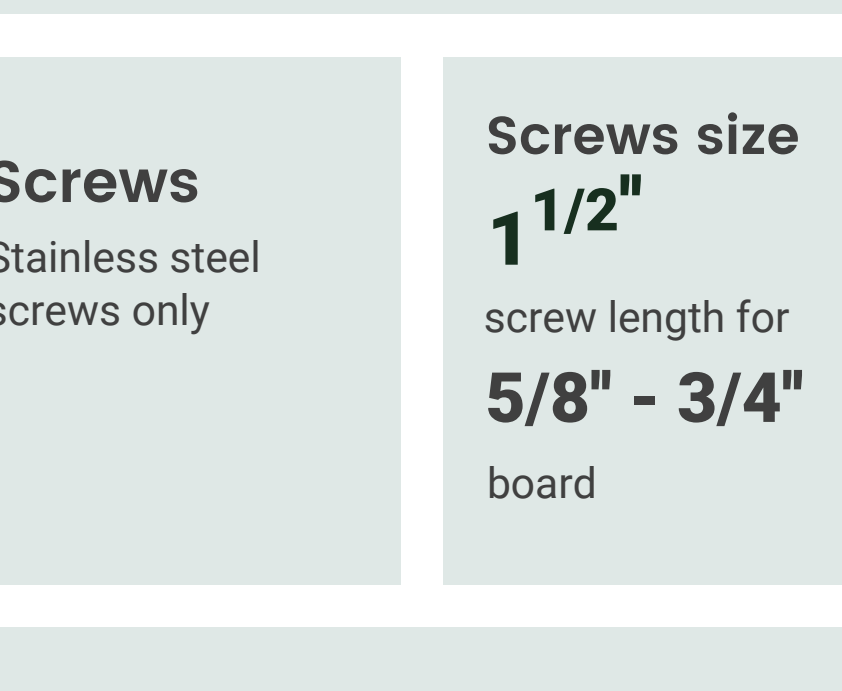 Screws
Stainless steel
screws only
Screws size
1 1/2"
screw length for
5/8" - 3/4"
board